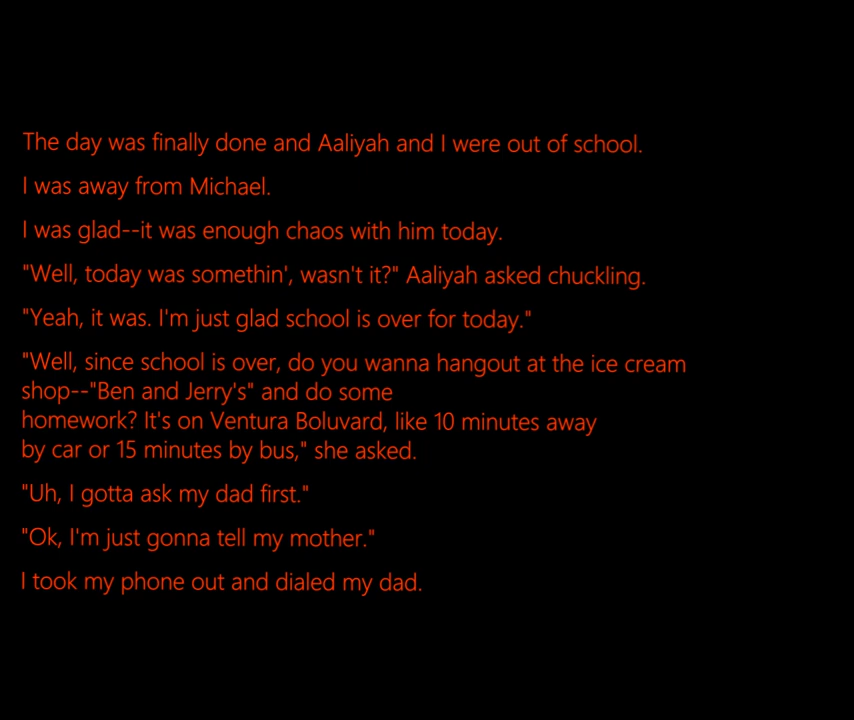 The day was finally done and Aaliyah and I were out of school.
I was away from Michael.
I was glad--it was enough chaos with him today.
"Well, today was somethin', wasn't it?" Aaliyah asked chuckling.
"Yeah, it was. I'm just glad school is over for today."
"Well, since school is over, do you wanna hangout at the ice cream
shop--"Ben and Jerry's" and do some
homework? It's on Ventura Boluvard, like 10 minutes away
by car or 15 minutes by bus," she asked.
"Uh, I gotta ask my dad first."
"Ok, I'm just gonna tell my mother."
I took my phone out and dialed my dad.